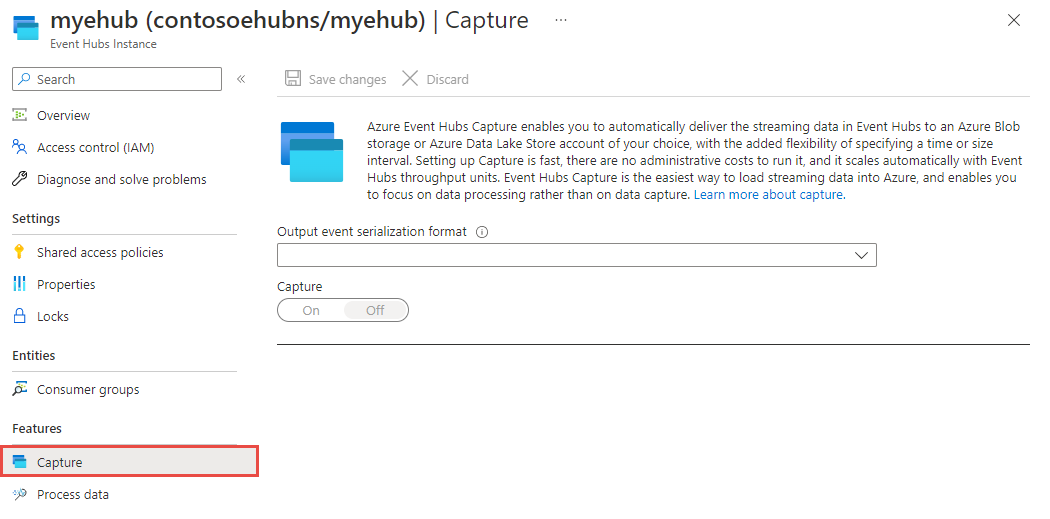 myehub (contosoehubns/myehub) | Capture ...
Event Hubs Instance
Search
«
Overview
Access control (IAM)
Diagnose and solve problems
Settings
Shared access policies
Properties
Locks
Entities
Consumer groups
Features
Capture
Process data
Save changes
Discard
Azure Event Hubs Capture enables you to automatically deliver the streaming data in Event Hubs to an Azure Blob
storage or Azure Data Lake Store account of your choice, with the added flexibility of specifying a time or size
interval. Setting up Capture is fast, there are no administrative costs to run it, and it scales automatically with Event
Hubs throughput units. Event Hubs Capture is the easiest way to load streaming data into Azure, and enables you
to focus on data processing rather than on data capture. Learn more about capture.
Output event serialization format
Capture
On Off